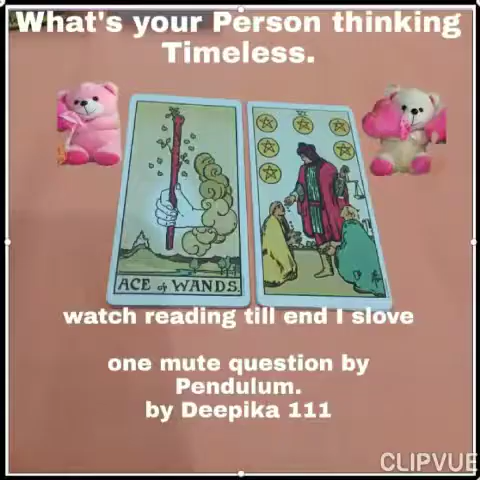 What's your Person thinking
Timeless.
VI
ACE of WANDS.
watch reading till end I slove
one mute question by
Pendulum.
by Deepika 111
CLIPVUE